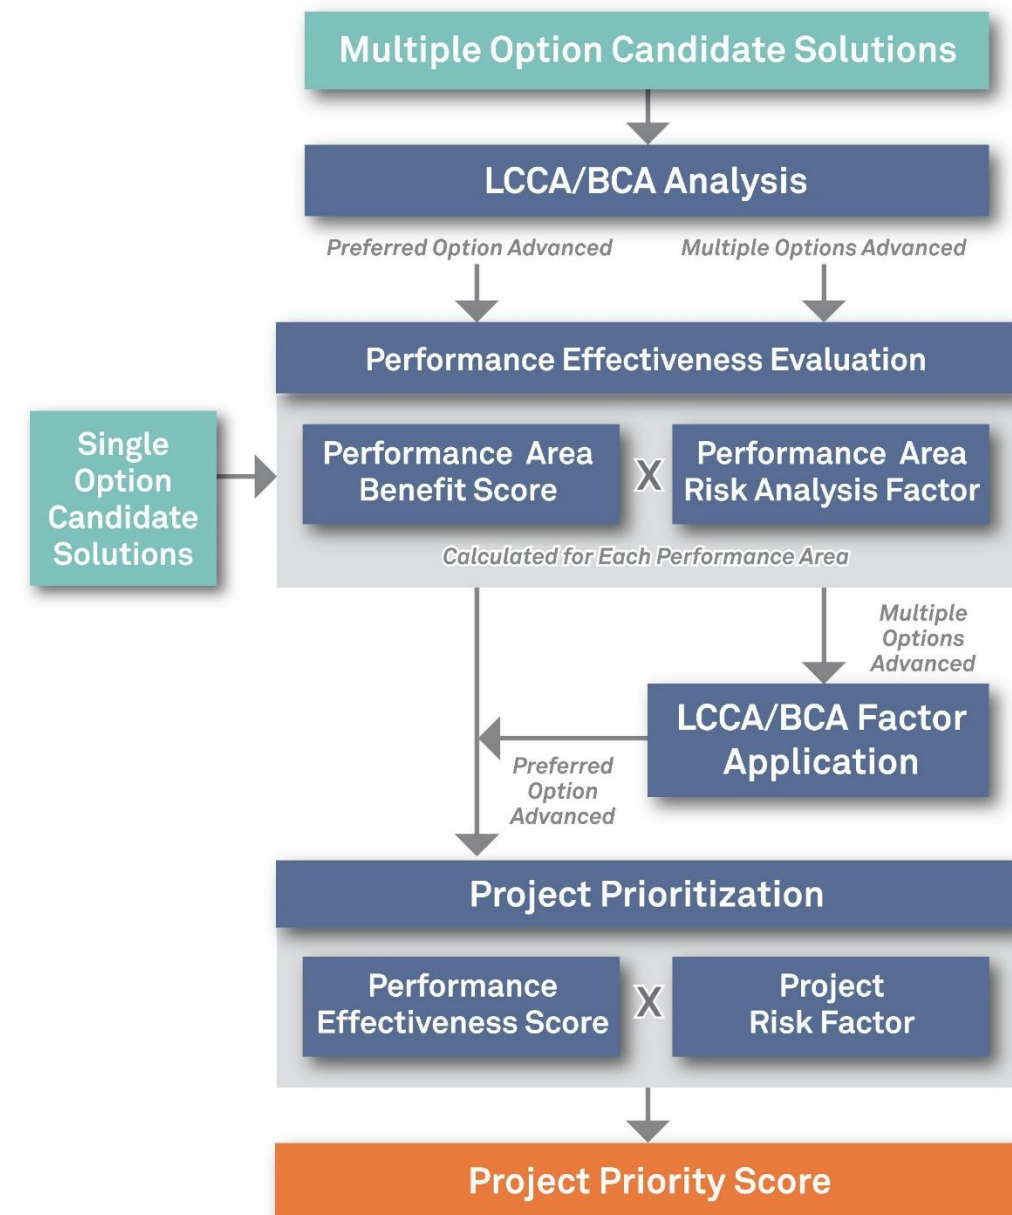 Multiple Option Candidate Solutions
LCCA/BCA Analysis
Preferred Option Advanced
Multiple Options Advanced
Performance Effectiveness Evaluation
Single
Option
Candidate
Solutions
Performance Area
Benefit Score
X
Performance Area
Risk Analysis Factor
Calculated for Each Performance Area
Multiple
Options
Advanced
LCCA/BCA Factor
Application
Preferred
Option
Advanced
Project Prioritization
Performance
Effectiveness Score
X
Project
Risk Factor
Project Priority Score